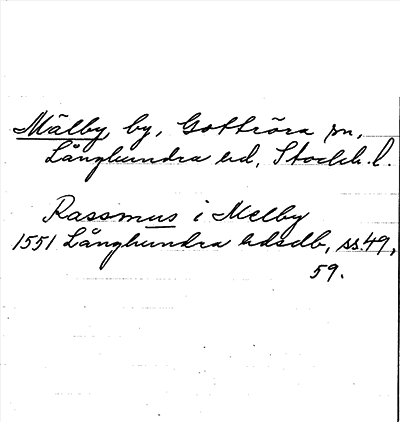 Mälby, by, Gottröra sn,
Långhundra hd, Stockh. l.
Rassmus i Melby
1551 Långhundra hdsdb, ss. 49,
59.